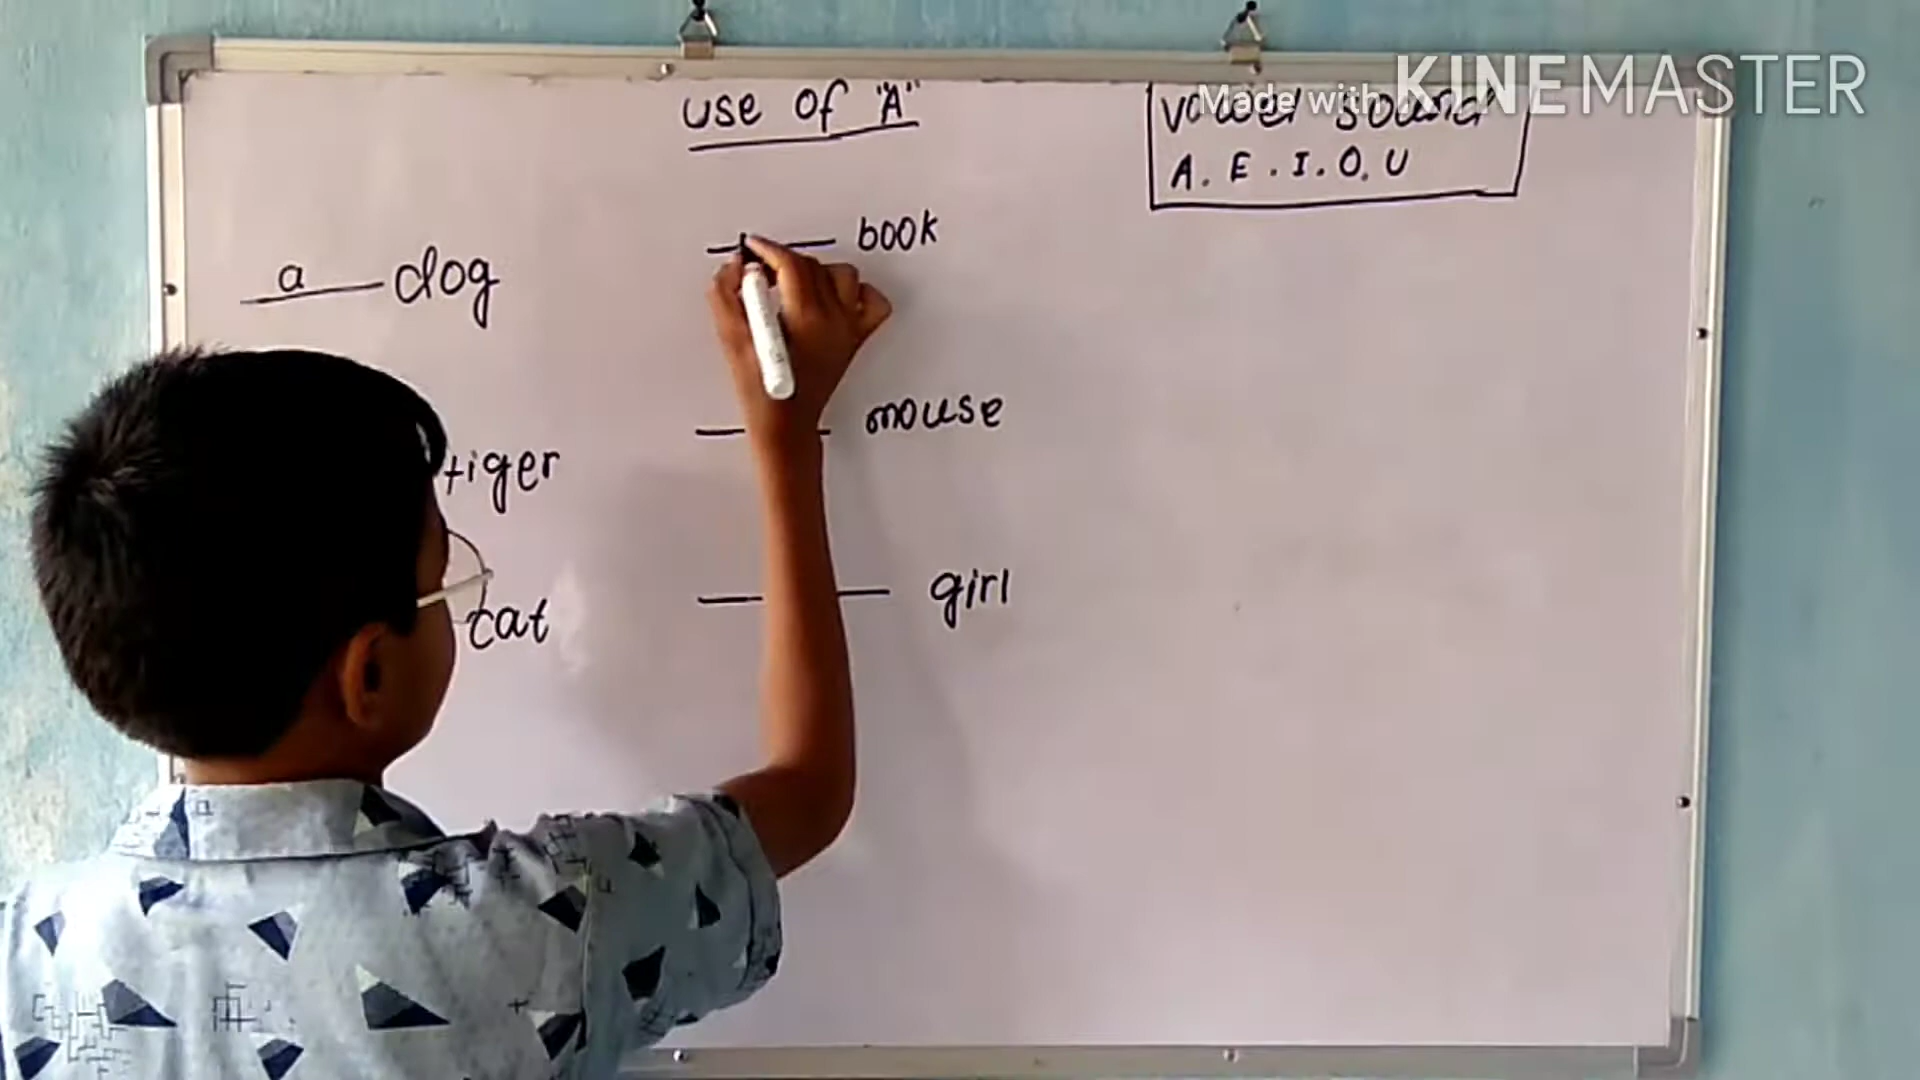 use of "A"
Made with KINEMASTER
vowel sound
A. E. I. O. U
a dog
book
tiger
mouse
cat
girl